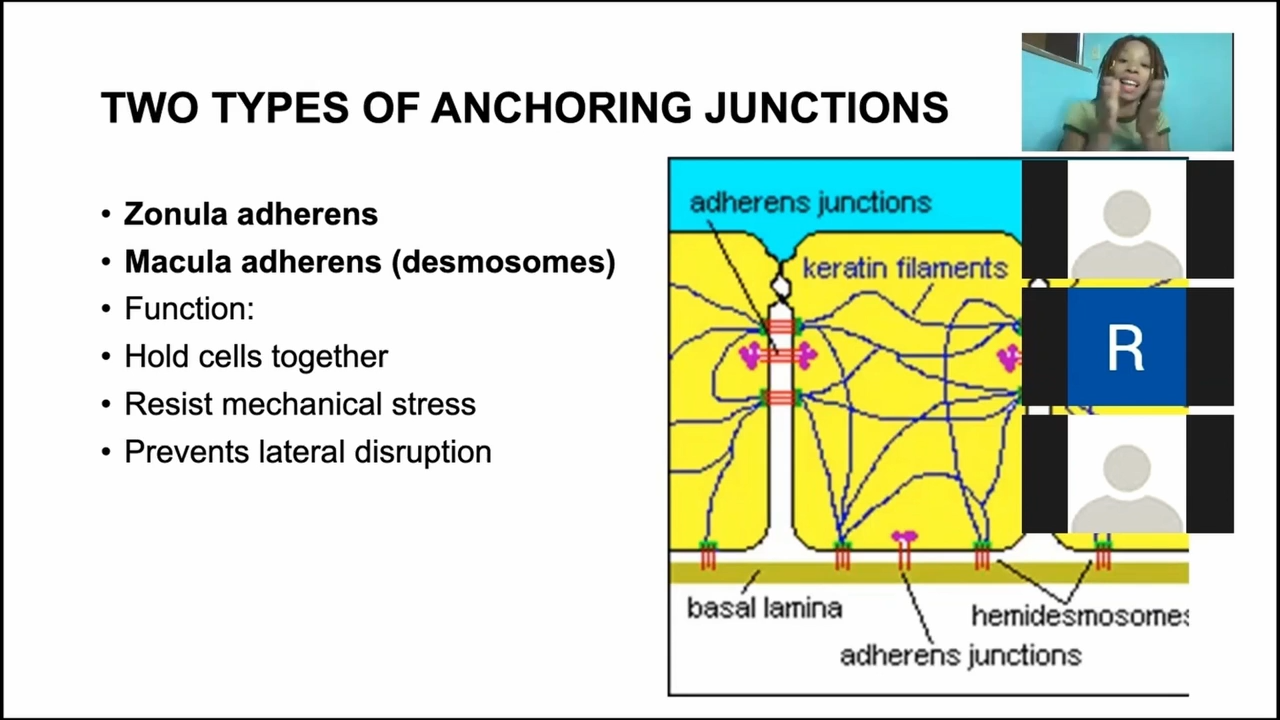 TWO TYPES OF ANCHORING JUNCTIONS
• Zonula adherens
• Macula adherens (desmosomes)
• Function:
• Hold cells together
• Resist mechanical stress
• Prevents lateral disruption
adherens junctions
keratin filaments
R
basal lamina
hemidesmosomes
adherens junctions